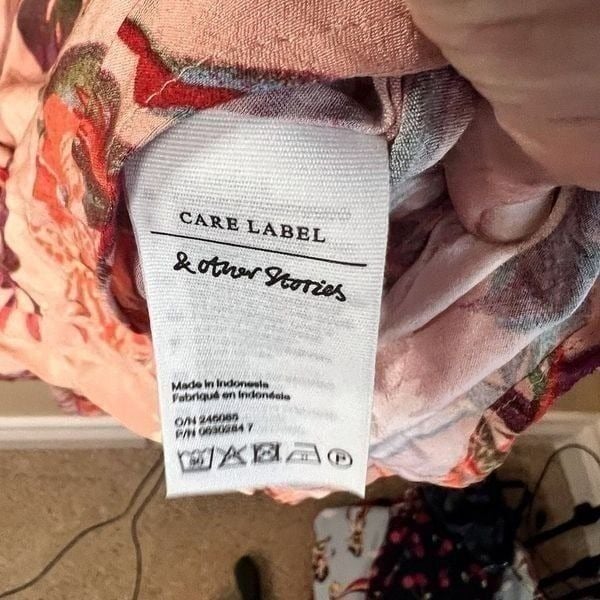 CARE LABEL
& other Stories
Made in Indonesia
Fabriqué en Indonésie
O/N 245085
P/N 0630284 7
P